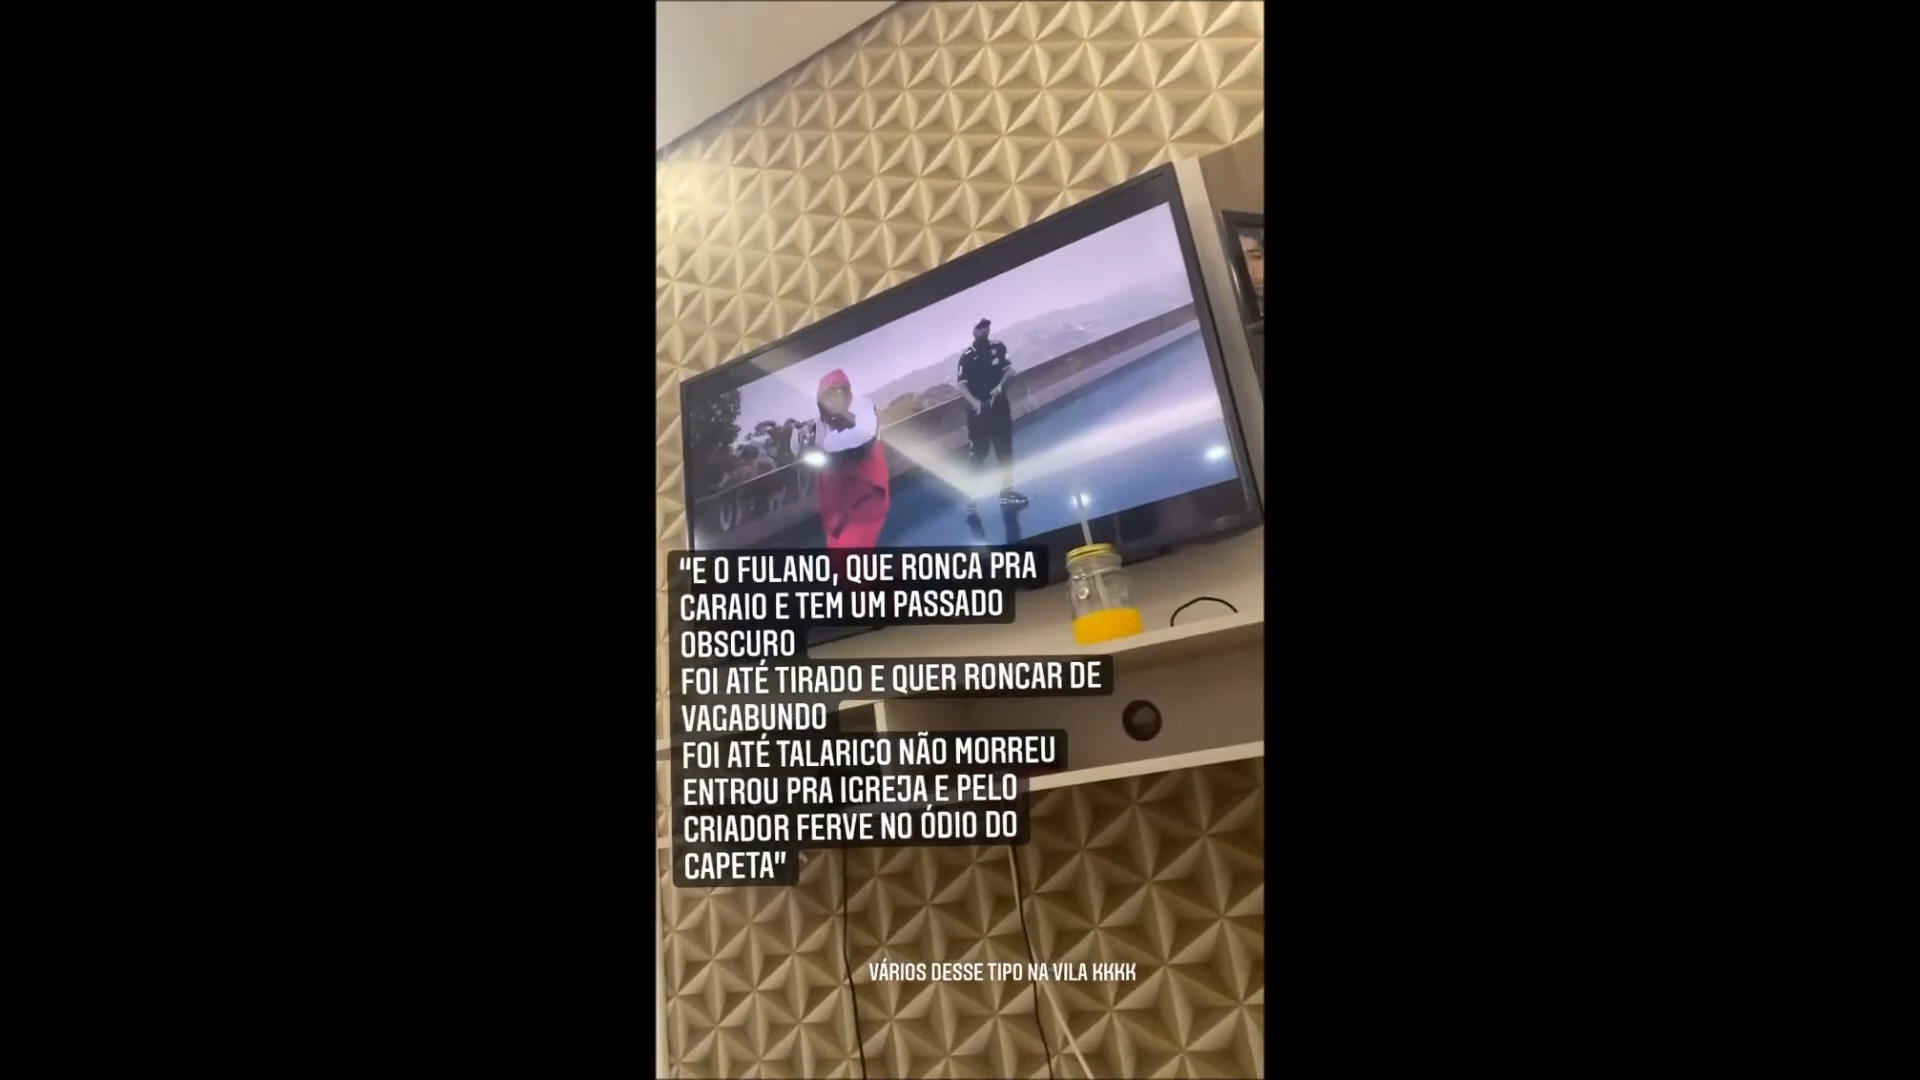 "E O FULANO, QUE RONCA PRA
CARAIO E TEM UM PASSADO
OBSCURO
FOI ATÉ TIRADO E QUER RONCAR DE
VAGABUNDO
FOI ATÉ TALARICO NÃO MORREU
ENTROU PRA IGREJA E PELO
CRIADOR FERVE NO ÓDIO DO
CAPETA"
VÁRIOS DESSE TIPO NA VILA KKKK